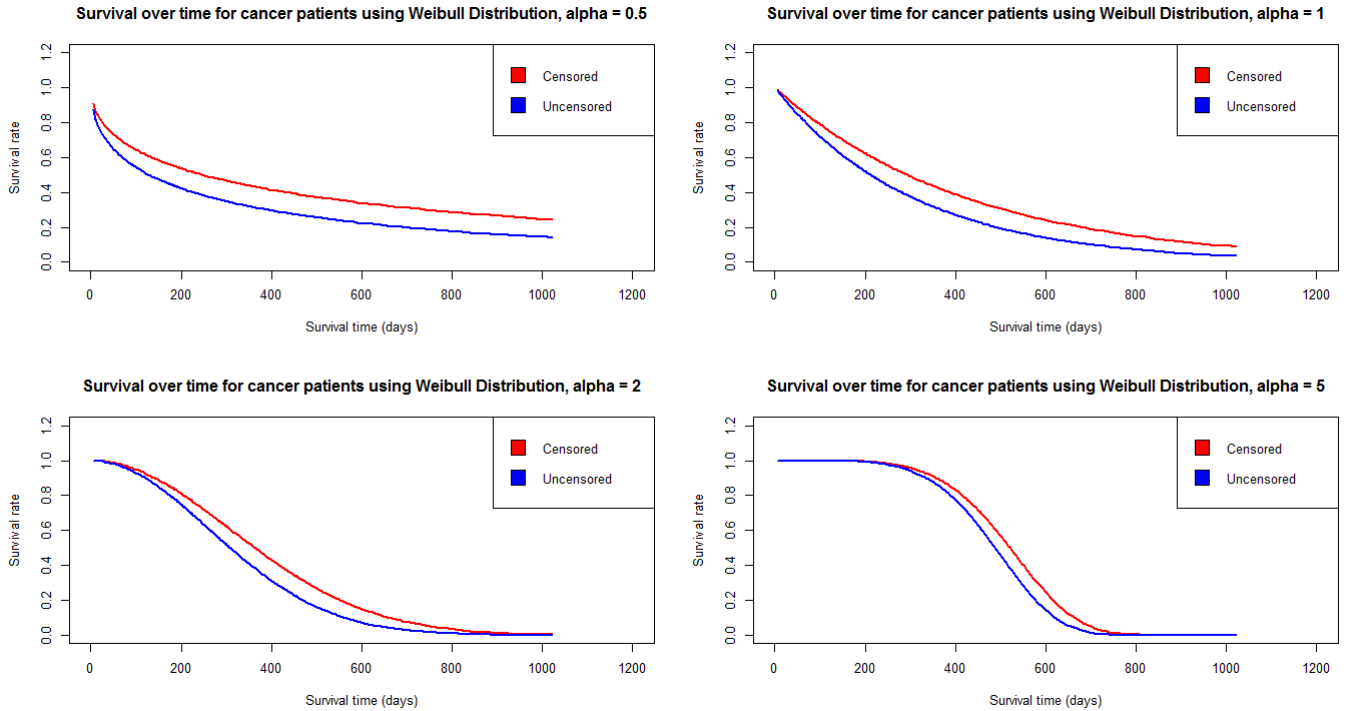 Survival over time for cancer patients using Weibull Distribution, alpha = 0.5
Censored
Uncensored
Survival rate
0.0 0.2 0.4 0.6 0.8 1.0 1.2
0 200 400 600 800 1000 1200
Survival time (days)
Survival over time for cancer patients using Weibull Distribution, alpha = 1
Censored
Uncensored
Survival rate
0.0 0.2 0.4 0.6 0.8 1.0 1.2
0 200 400 600 800 1000 1200
Survival time (days)
Survival over time for cancer patients using Weibull Distribution, alpha = 2
Censored
Uncensored
Survival rate
0.0 0.2 0.4 0.6 0.8 1.0 1.2
0 200 400 600 800 1000 1200
Survival time (days)
Survival over time for cancer patients using Weibull Distribution, alpha = 5
Censored
Uncensored
Survival rate
0.0 0.2 0.4 0.6 0.8 1.0 1.2
0 200 400 600 800 1000 1200
Survival time (days)